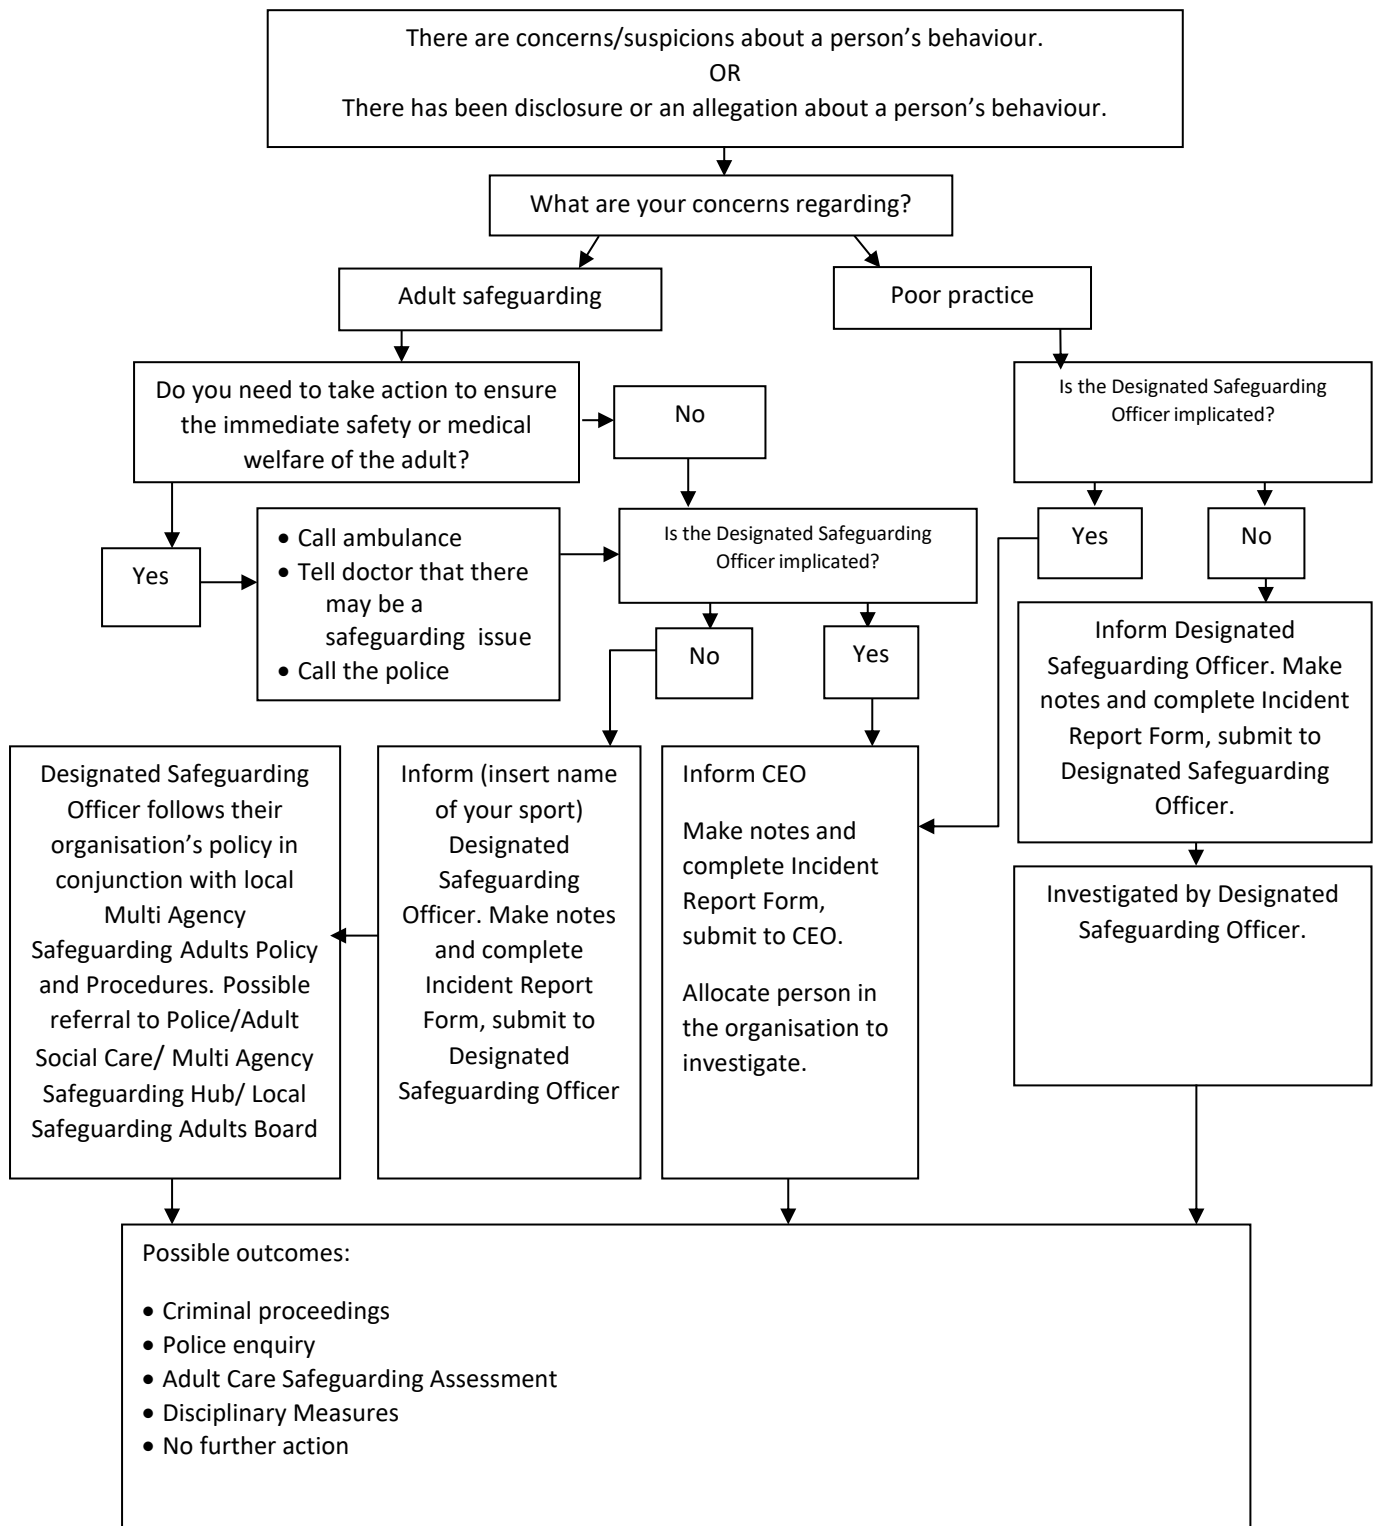 There are concerns/suspicions about a person’s behaviour.
OR
There has been disclosure or an allegation about a person’s behaviour.
What are your concerns regarding?
Adult safeguarding
Poor practice
Do you need to take action to ensure
the immediate safety or medical
welfare of the adult?
No
Is the Designated Safeguarding
Officer implicated?
Yes
• Call ambulance
• Tell doctor that there
may be a
safeguarding issue
• Call the police
Is the Designated Safeguarding
Officer implicated?
Yes
No
No
Yes
Inform Designated
Safeguarding Officer. Make
notes and complete Incident
Report Form, submit to
Designated Safeguarding
Officer.
Designated Safeguarding
Officer follows their
organisation’s policy in
conjunction with local
Multi Agency
Safeguarding Adults Policy
and Procedures. Possible
referral to Police/Adult
Social Care/ Multi Agency
Safeguarding Hub/ Local
Safeguarding Adults Board
Inform (insert name
of your sport)
Designated
Safeguarding
Officer. Make notes
and complete
Incident Report
Form, submit to
Designated
Safeguarding Officer
Inform CEO
Make notes and
complete Incident
Report Form,
submit to CEO.
Allocate person in
the organisation to
investigate.
Investigated by Designated
Safeguarding Officer.
Possible outcomes:
• Criminal proceedings
• Police enquiry
• Adult Care Safeguarding Assessment
• Disciplinary Measures
• No further action